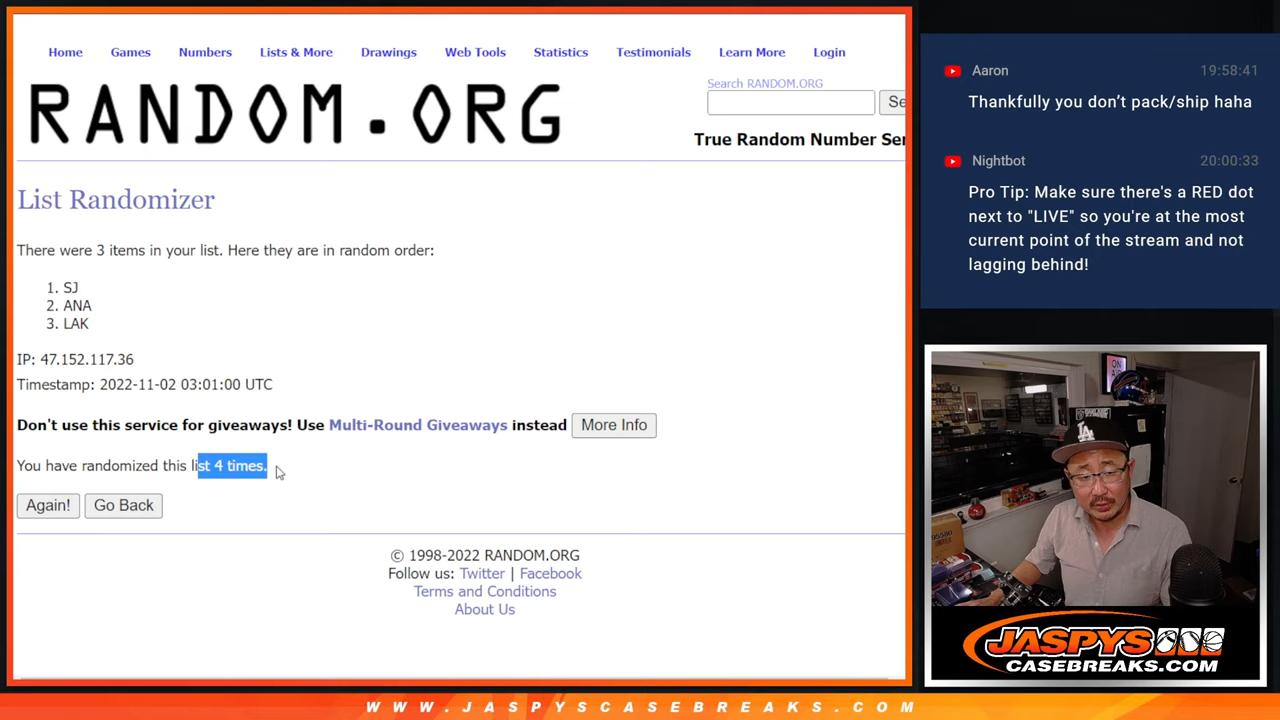 Home Games Numbers Lists & More Drawings Web Tools Statistics Testimonials Learn More Login
Search RANDOM.ORG
RANDOM.ORG
Se
True Random Number Ser
List Randomizer
There were 3 items in your list. Here they are in random order:
1. SJ
2. ANA
3. LAK
IP: 47.152.117.36
Timestamp: 2022-11-02 03:01:00 UTC
Don't use this service for giveaways! Use Multi-Round Giveaways instead More Info
You have randomized this list 4 times.
Again! Go Back
© 1998-2022 RANDOM.ORG
Follow us: Twitter | Facebook
Terms and Conditions
About Us
Aaron 19:58:41
Thankfully you don’t pack/ship haha
Nightbot 20:00:33
Pro Tip: Make sure there's a RED dot
next to "LIVE" so you're at the most
current point of the stream and not
lagging behind!
ON
AIR
LA
JASPYS
CASEBREAKS.COM
WWW.JASPYSCASEBREAKS.COM